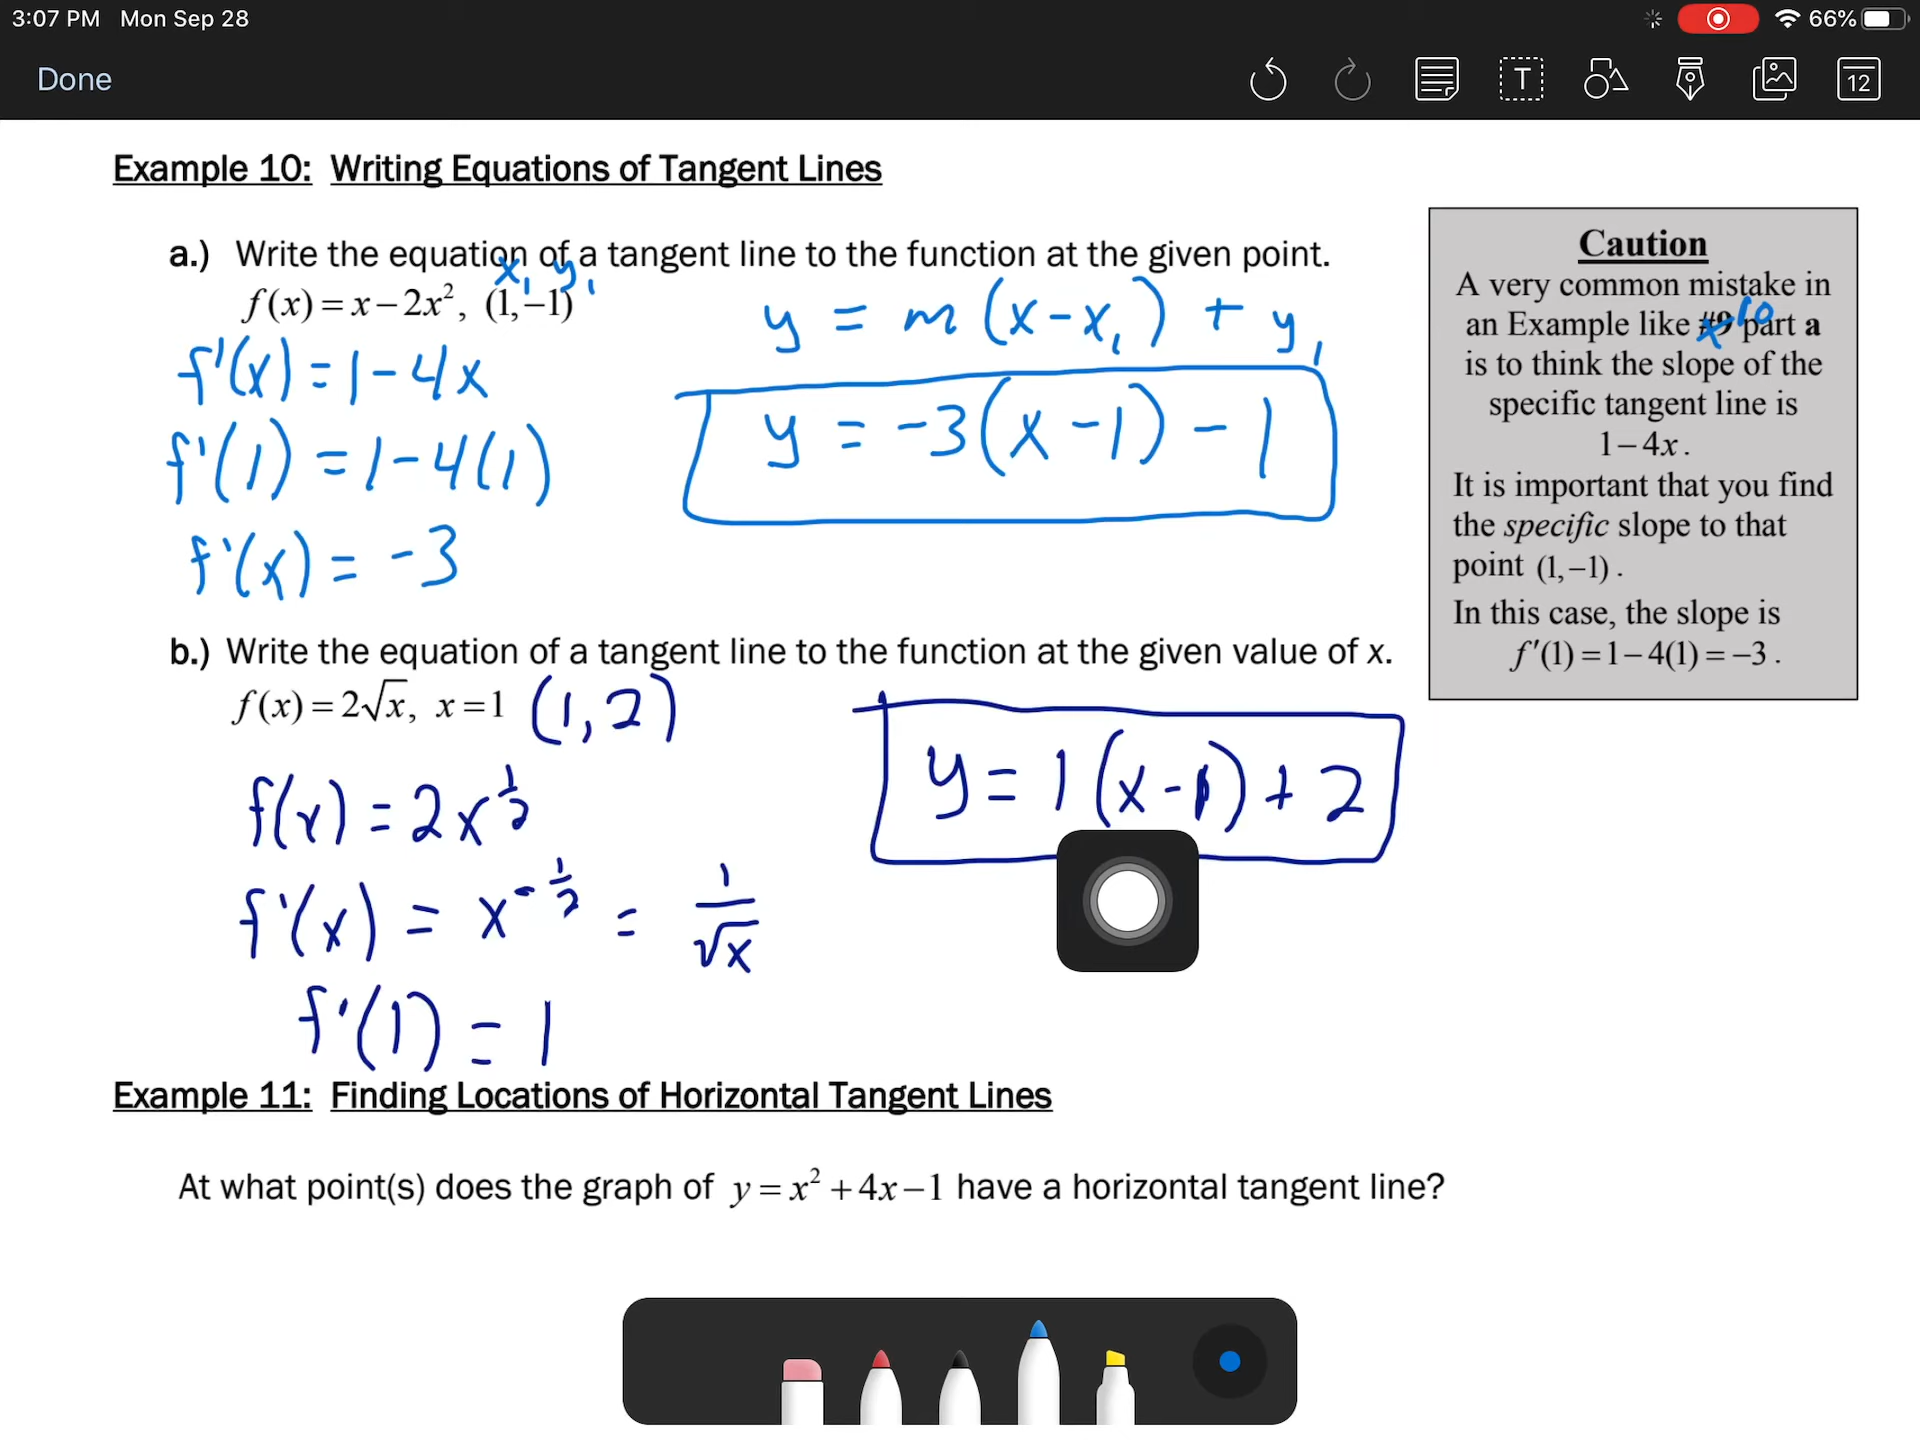 3:07 PM Mon Sep 28
66%
Done
T
12
Example 10: Writing Equations of Tangent Lines
a.) Write the equation of a tangent line to the function at the given point.
x₁ y₁
f(x) = x − 2x², (1, −1)
y = m(x-x₁) + y₁
f'(x) = 1 - 4x
y = -3(x-1) - 1
f'(1) = 1-4(1)
f'(x) = -3
Caution
A very common mistake in
an Example like #9 10 part a
is to think the slope of the
specific tangent line is
1 − 4x.
It is important that you find
the specific slope to that
point (1, −1).
In this case, the slope is
f′(1) = 1 − 4(1) = −3.
b.) Write the equation of a tangent line to the function at the given value of x.
f(x) = 2√x, x = 1 (1, 2)
y = 1(x-1) + 2
f(x) = 2x^½
f'(x) = x^-½ = 1/√x
f'(1) = 1
Example 11: Finding Locations of Horizontal Tangent Lines
At what point(s) does the graph of y = x² + 4x − 1 have a horizontal tangent line?